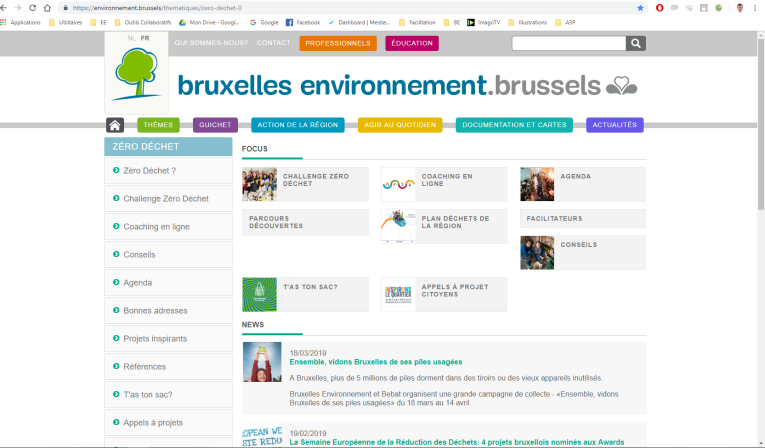 https://environnement.brussels/thematiques/zero-dechet-0
Applications Utilitaires EE Outils Collaboratifs Mon Drive - Googl... Google Facebook Dashboard | Meiste... Facilitation BE ImagoTV Illustrations A3P
NL FR
QUI SOMMES-NOUS? CONTACT PROFESSIONNELS ÉDUCATION
bruxelles environnement.brussels
THÈMES GUICHET ACTION DE LA RÉGION AGIR AU QUOTIDIEN DOCUMENTATION ET CARTES ACTUALITÉS
ZÉRO DÉCHET
Zéro Déchet ?
Challenge Zéro Déchet
Coaching en ligne
Conseils
Agenda
Bonnes adresses
Projets inspirants
Références
T'as ton sac?
Appels à projets
FOCUS
CHALLENGE ZÉRO
DÉCHET
COACHING EN
LIGNE
AGENDA
PARCOURS
DÉCOUVERTES
PLAN DÉCHETS DE
LA RÉGION
FACILITATEURS
CONSEILS
T'AS TON SAC?
INSPIRONS
LE QUARTIER
APPELS À PROJET
CITOYENS
NEWS
18/03/2019
Ensemble, vidons Bruxelles de ses piles usagées
A Bruxelles, plus de 5 millions de piles dorment dans des tiroirs ou des vieux appareils inutilisés.
Bruxelles Environnement et Bebat organisent une grande campagne de collecte - «Ensemble, vidons
Bruxelles de ses piles usagées» du 18 mars au 14 avril.
OPEAN WE
STE REDU
19/02/2019
La Semaine Européenne de la Réduction des Déchets: 4 projets bruxellois nominés aux Awards